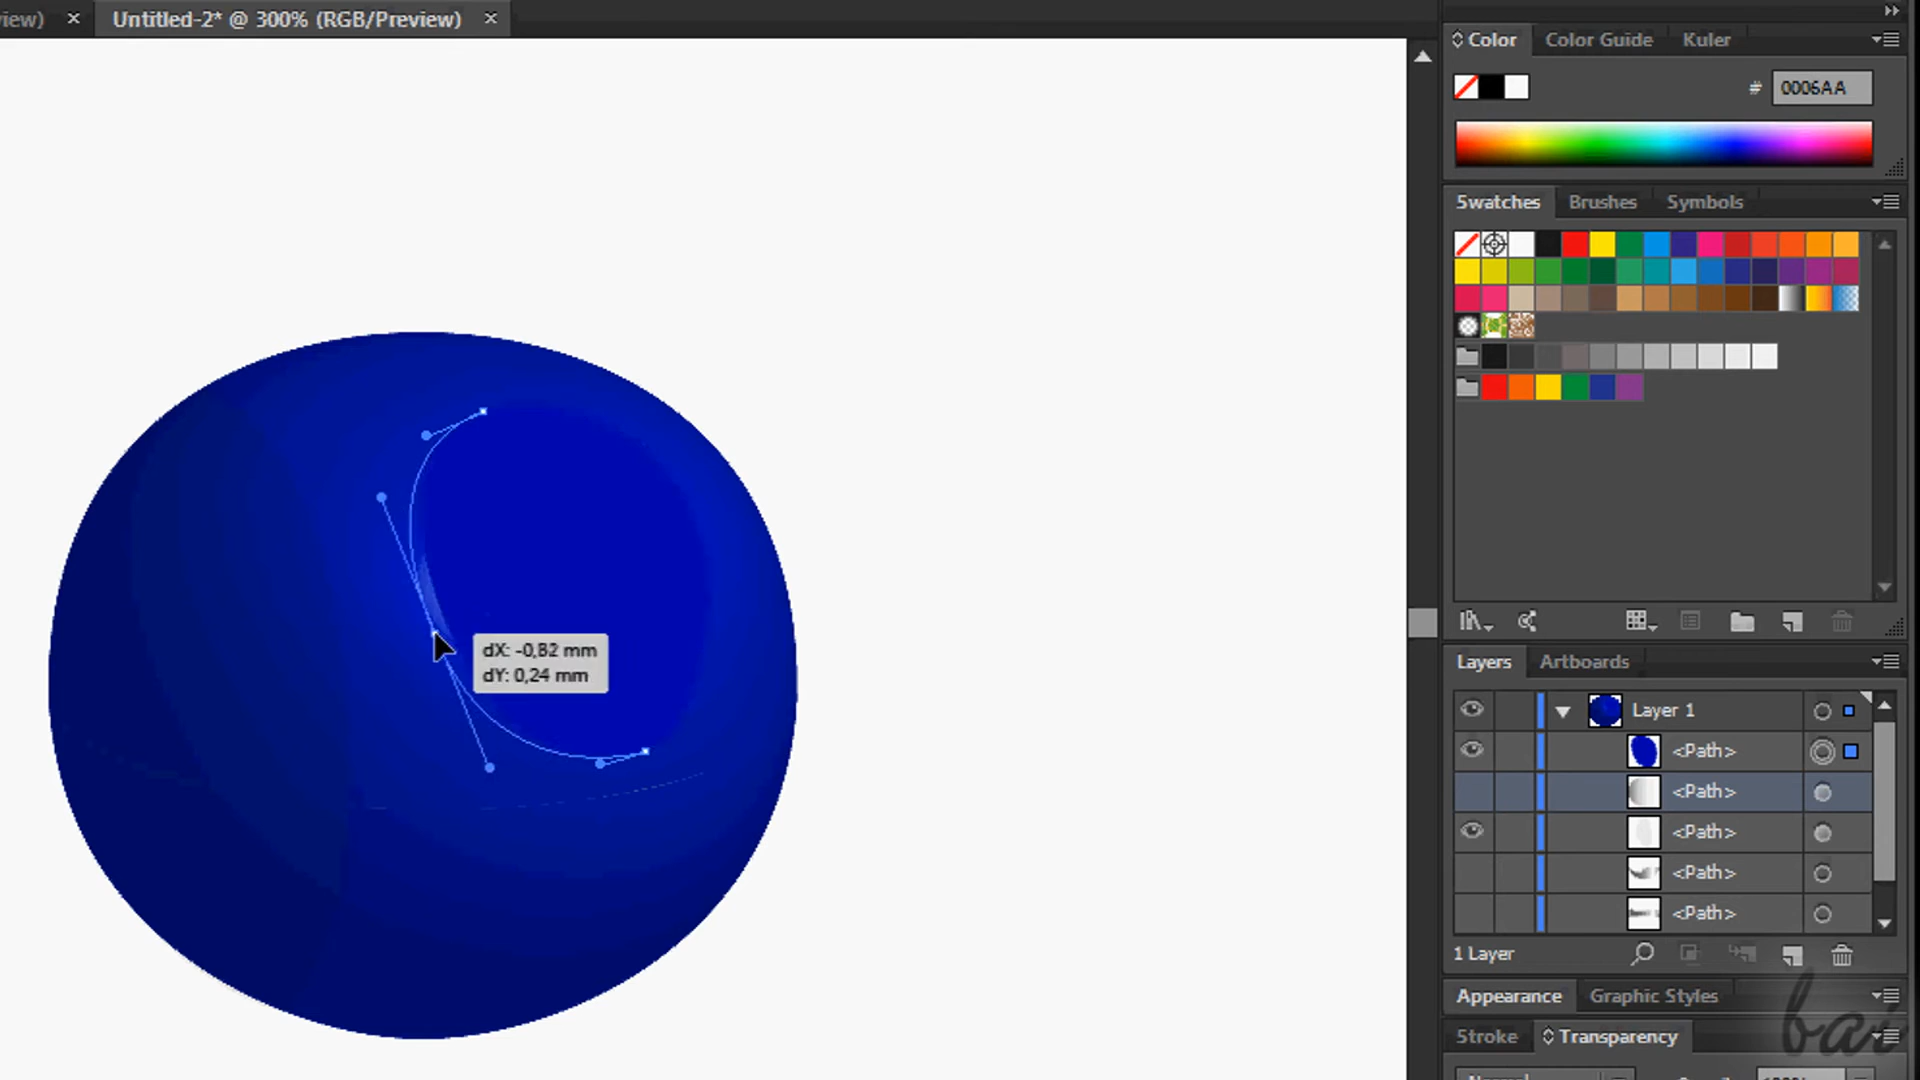 iew)
Untitled-2* @ 300% (RGB/Preview)
Color Color Guide Kuler
# 0006AA
Swatches Brushes Symbols
dX: -0,82 mm
dY: 0,24 mm
Layers Artboards
Layer 1
<Path>
<Path>
<Path>
<Path>
<Path>
1 Layer
Appearance Graphic Styles
Stroke Transparency
bai